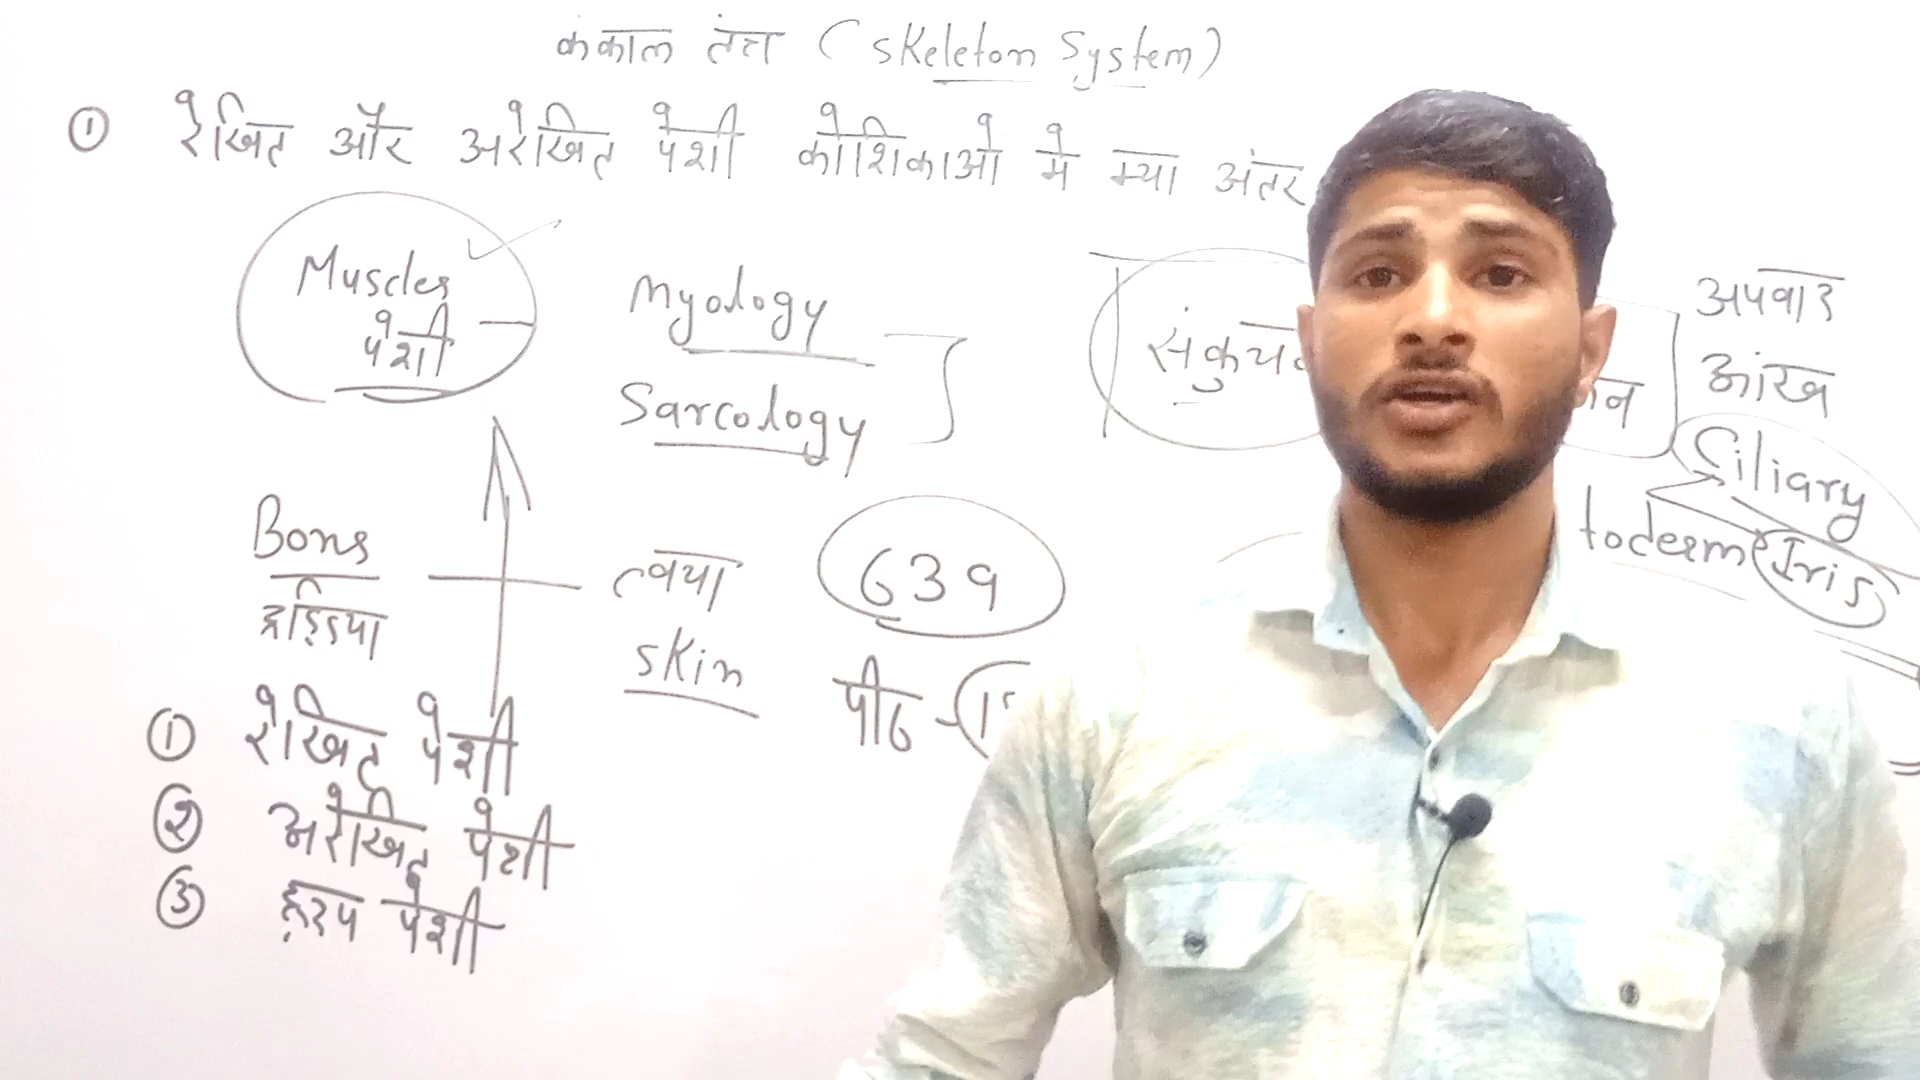 कंकाल तंत्र (Skeleton System)
① रेखित और अरेखित पेशी कोशिकाओ मे क्या अंतर
Muscles
पेशी
Myology
Sarcology
संकुचन
अपवाद
आंख
Ciliary
Iris
toderm
Bons
हड्डिया
त्वचा
skin
639
पीठ
① रेखित पेशी
② अरेखित पेशी
③ हृदय पेशी